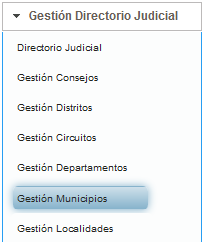 Gestión Directorio Judicial
Directorio Judicial
Gestión Consejos
Gestión Distritos
Gestión Circuitos
Gestión Departamentos
Gestión Municipios
Gestión Localidades